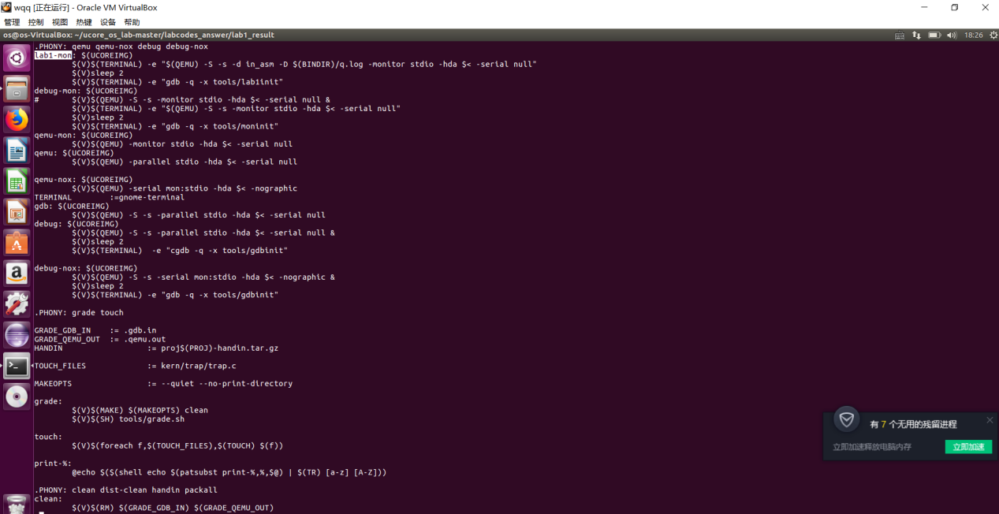 wqq [正在运行] - Oracle VM VirtualBox
管理 控制 视图 热键 设备 帮助
os@os-VirtualBox: ~/ucore_os_lab-master/labcodes_answer/lab1_result
18:26
.PHONY: qemu qemu-nox debug debug-nox
lab1-mon: $(UCOREIMG)
	$(V)$(TERMINAL) -e "$(QEMU) -S -s -d in_asm -D $(BINDIR)/q.log -monitor stdio -hda $< -serial null"
	$(V)sleep 2
	$(V)$(TERMINAL) -e "gdb -q -x tools/lab1init"
debug-mon: $(UCOREIMG)
#	$(V)$(QEMU) -S -s -monitor stdio -hda $< -serial null &
	$(V)$(TERMINAL) -e "$(QEMU) -S -s -monitor stdio -hda $< -serial null"
	$(V)sleep 2
	$(V)$(TERMINAL) -e "gdb -q -x tools/moninit"
qemu-mon: $(UCOREIMG)
	$(V)$(QEMU) -monitor stdio -hda $< -serial null
qemu: $(UCOREIMG)
	$(V)$(QEMU) -parallel stdio -hda $< -serial null
qemu-nox: $(UCOREIMG)
	$(V)$(QEMU) -serial mon:stdio -hda $< -nographic
TERMINAL	:=gnome-terminal
gdb: $(UCOREIMG)
	$(V)$(QEMU) -S -s -parallel stdio -hda $< -serial null
debug: $(UCOREIMG)
	$(V)$(QEMU) -S -s -parallel stdio -hda $< -serial null &
	$(V)sleep 2
	$(V)$(TERMINAL)  -e "cgdb -q -x tools/gdbinit"
debug-nox: $(UCOREIMG)
	$(V)$(QEMU) -S -s -serial mon:stdio -hda $< -nographic &
	$(V)sleep 2
	$(V)$(TERMINAL) -e "gdb -q -x tools/gdbinit"
.PHONY: grade touch
GRADE_GDB_IN	:= .gdb.in
GRADE_QEMU_OUT	:= .qemu.out
HANDIN	:= proj$(PROJ)-handin.tar.gz
TOUCH_FILES	:= kern/trap/trap.c
MAKEOPTS	:= --quiet --no-print-directory
grade:
	$(V)$(MAKE) $(MAKEOPTS) clean
	$(V)$(SH) tools/grade.sh
touch:
	$(V)$(foreach f,$(TOUCH_FILES),$(TOUCH) $(f))
print-%:
	@echo $($(shell echo $(patsubst print-%,%,$@) | $(TR) [a-z] [A-Z]))
.PHONY: clean dist-clean handin packall
clean:
	$(V)$(RM) $(GRADE_GDB_IN) $(GRADE_QEMU_OUT)
有 7 个无用的残留进程
立即加速释放电脑内存 立即加速